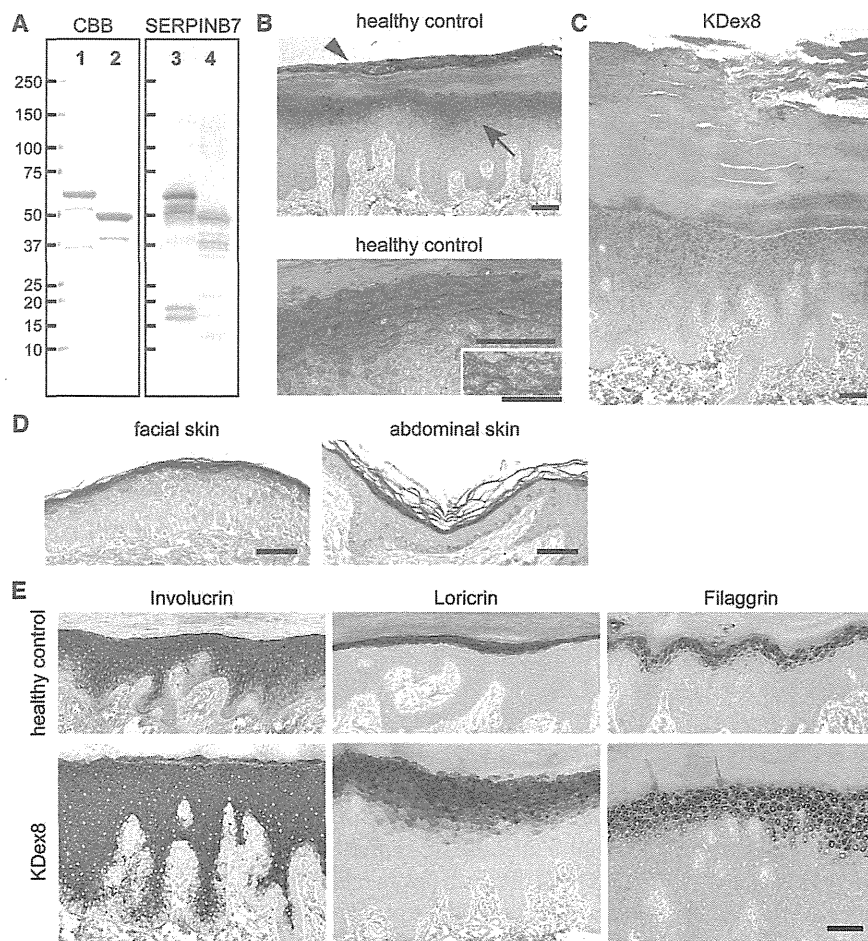 A
CBB
SERPINB7
1 2
3 4
250
150
100
75
50
37
25
20
15
10
B
healthy control
healthy control
C
KDex8
D
facial skin
abdominal skin
E
Involucrin
Loricrin
Filaggrin
healthy control
KDex8